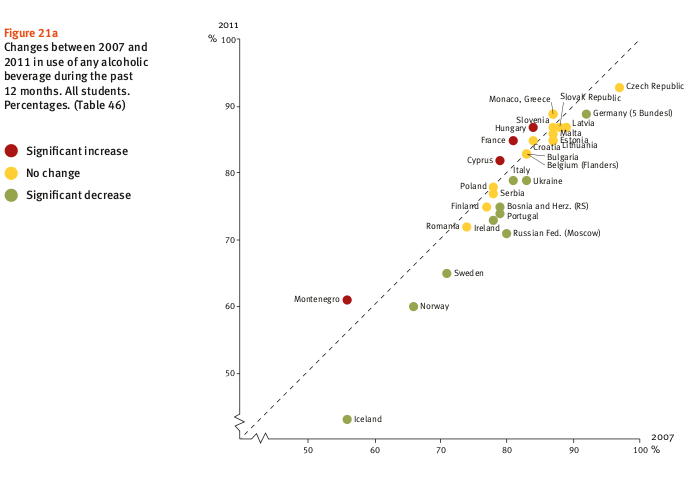 Figure 21a
Changes between 2007 and
2011 in use of any alcoholic
beverage during the past
12 months. All students.
Percentages. (Table 46)
Significant increase
No change
Significant decrease
2011
% 100
90
80
70
60
50
Czech Republic
Monaco, Greece
Slovak Republic
Germany (5 Bundesl)
Slovenia
Latvia
Hungary
Malta
France
Estonia
Lithuania
Croatia
Bulgaria
Cyprus
Belgium (Flanders)
Italy
Ukraine
Poland
Serbia
Finland
Bosnia and Herz. (RS)
Portugal
Romania
Ireland
Russian Fed. (Moscow)
Sweden
Montenegro
Norway
Iceland
2007
50 60 70 80 90 100 %